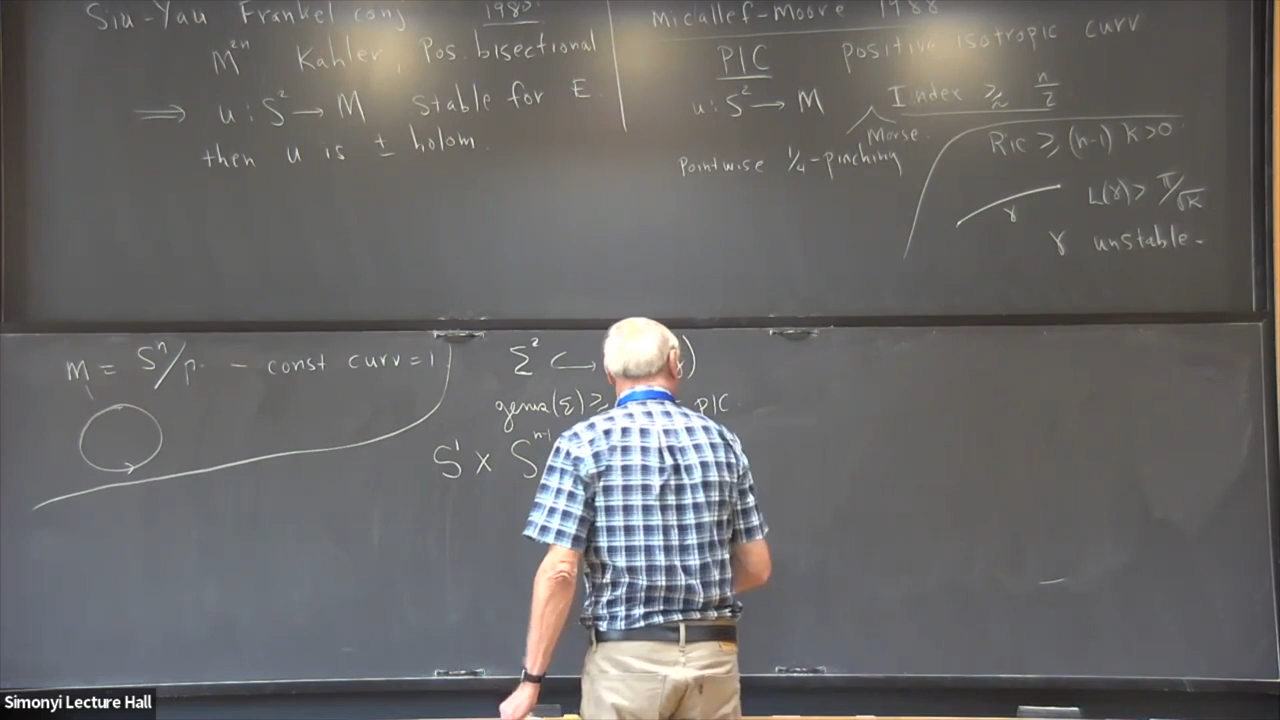 Siu-Yau Frankel conj 1980
M²ⁿ Kahler, Pos. bisectional
⟹ u: S² → M stable for E.
then u is ± holom.
Micallef-Moore 1988
PIC positive isotropic curv
u: S² → M Index ≳ n/2
Morse.
Pointwise 1/4-pinching
Ric ≥ (n-1) k > 0
γ L(γ) > π/√k
γ unstable.
M = Sⁿ/Γ - const curv = 1
Σ² ↪ )
genus(Σ) ≥ PIC
S¹ x Sⁿ⁻¹
Simonyi Lecture Hall